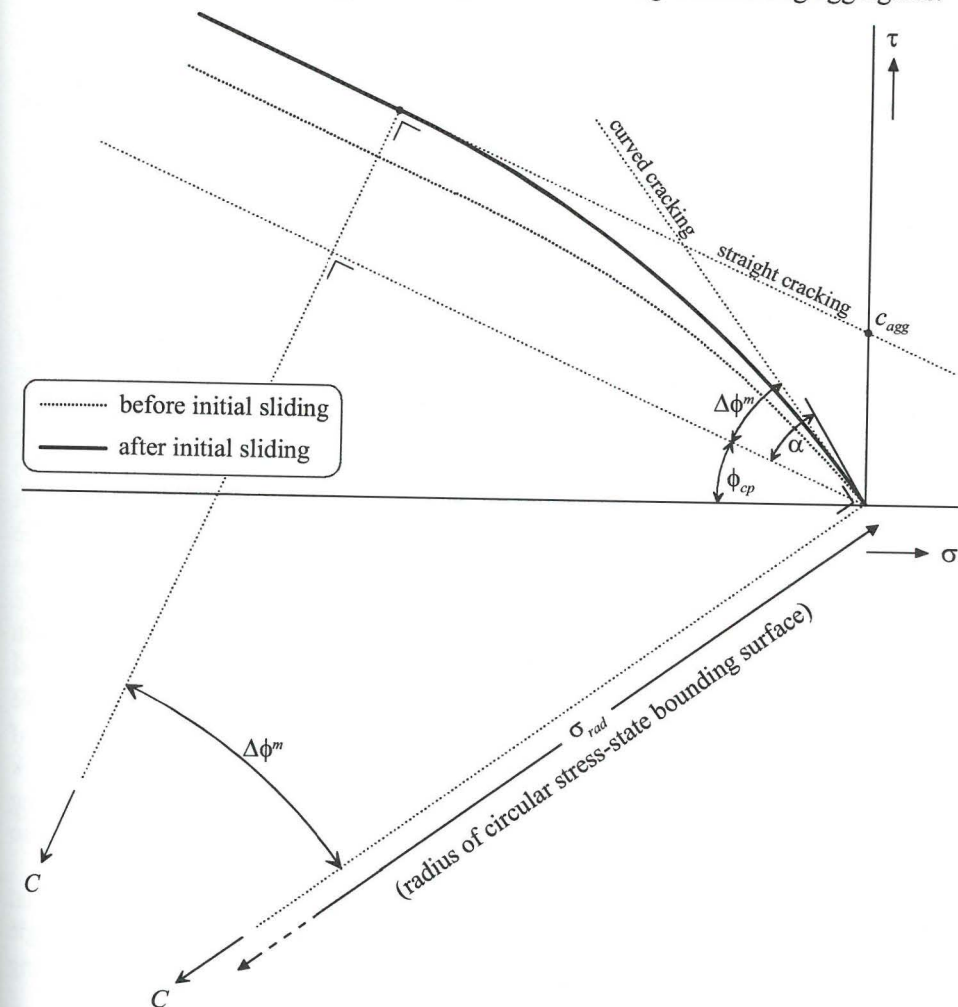 τ
curved cracking
straight cracking
c_agg
before initial sliding
after initial sliding
Δϕ^m
α
ϕ_cp
σ
σ_rad
(radius of circular stress-state bounding surface)
Δϕ^m
C
C